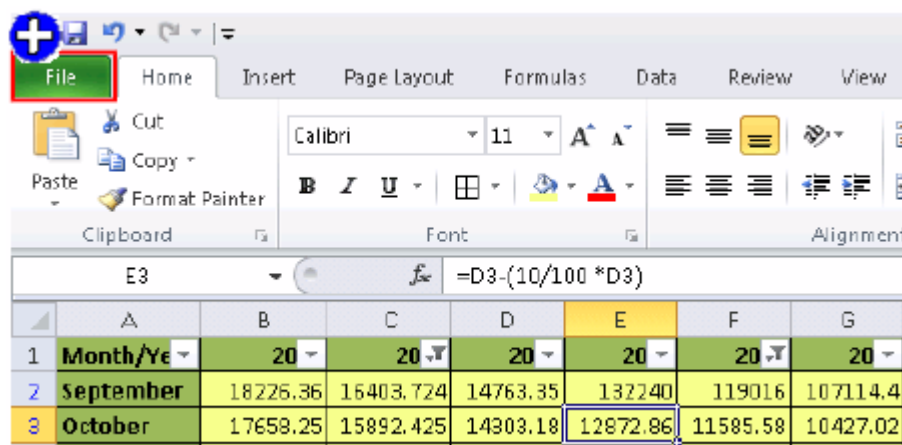 File Home Insert Page Layout Formulas Data Review View
Cut
Copy
Paste
Format Painter
Calibri 11 A A
B I U A
Clipboard Font Alignmen
E3 fx =D3-(10/100 *D3)
A B C D E F G
1 Month/Ye 20 20 20 20 20 20
2 September 18226.36 16403.724 14763.35 132240 119016 107114.4
3 October 17658.25 15892.425 14303.18 12872.86 11585.58 10427.02